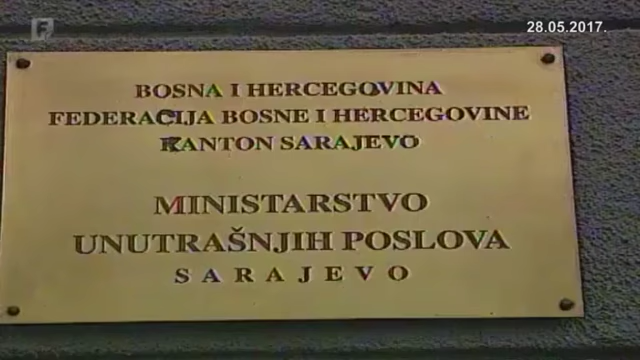 28.05.2017.
BOSNA I HERCEGOVINA
FEDERACIJA BOSNE I HERCEGOVINE
KANTON SARAJEVO
MINISTARSTVO
UNUTRAŠNJIH POSLOVA
SARAJEVO